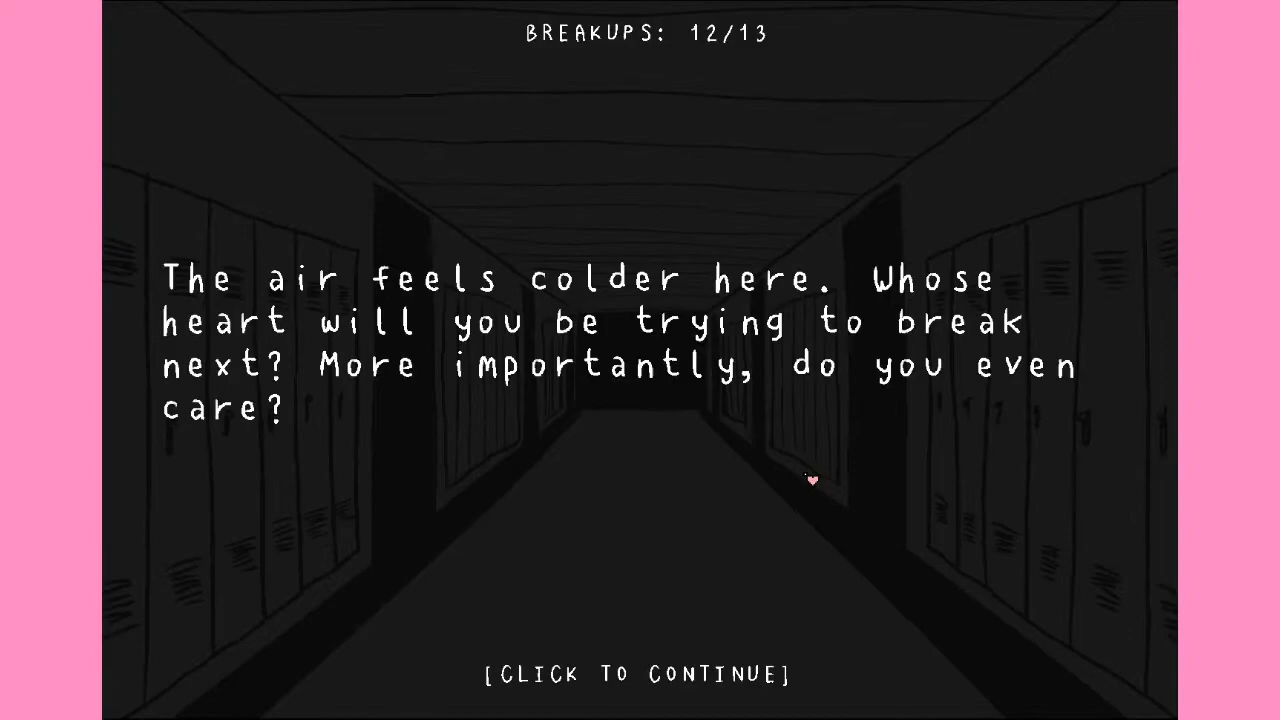 BREAKUPS: 12/13
The air feels colder here. Whose
heart will you be trying to break
next? More importantly, do you even
care?
[CLICK TO CONTINUE]